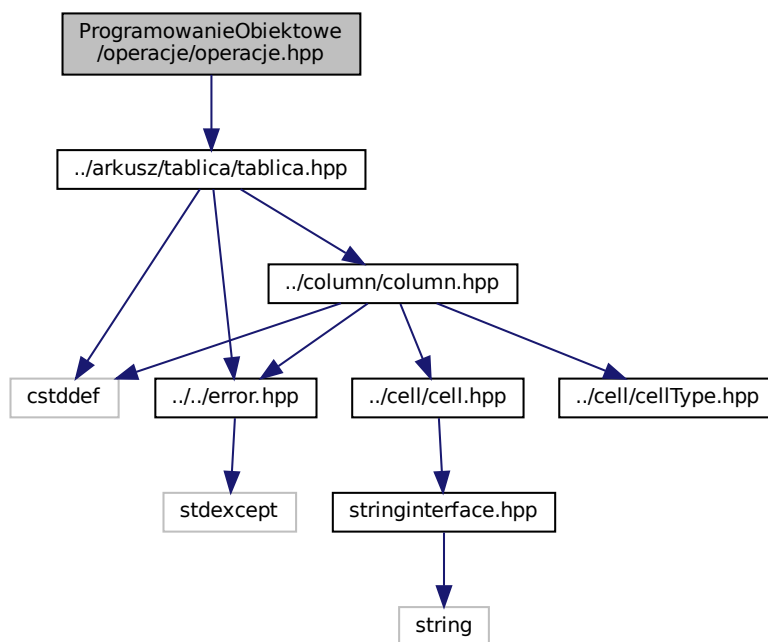 ProgramowanieObiektowe
/operacje/operacje.hpp
../arkusz/tablica/tablica.hpp
../column/column.hpp
cstddef
../../error.hpp
../cell/cell.hpp
../cell/cellType.hpp
stdexcept
stringinterface.hpp
string